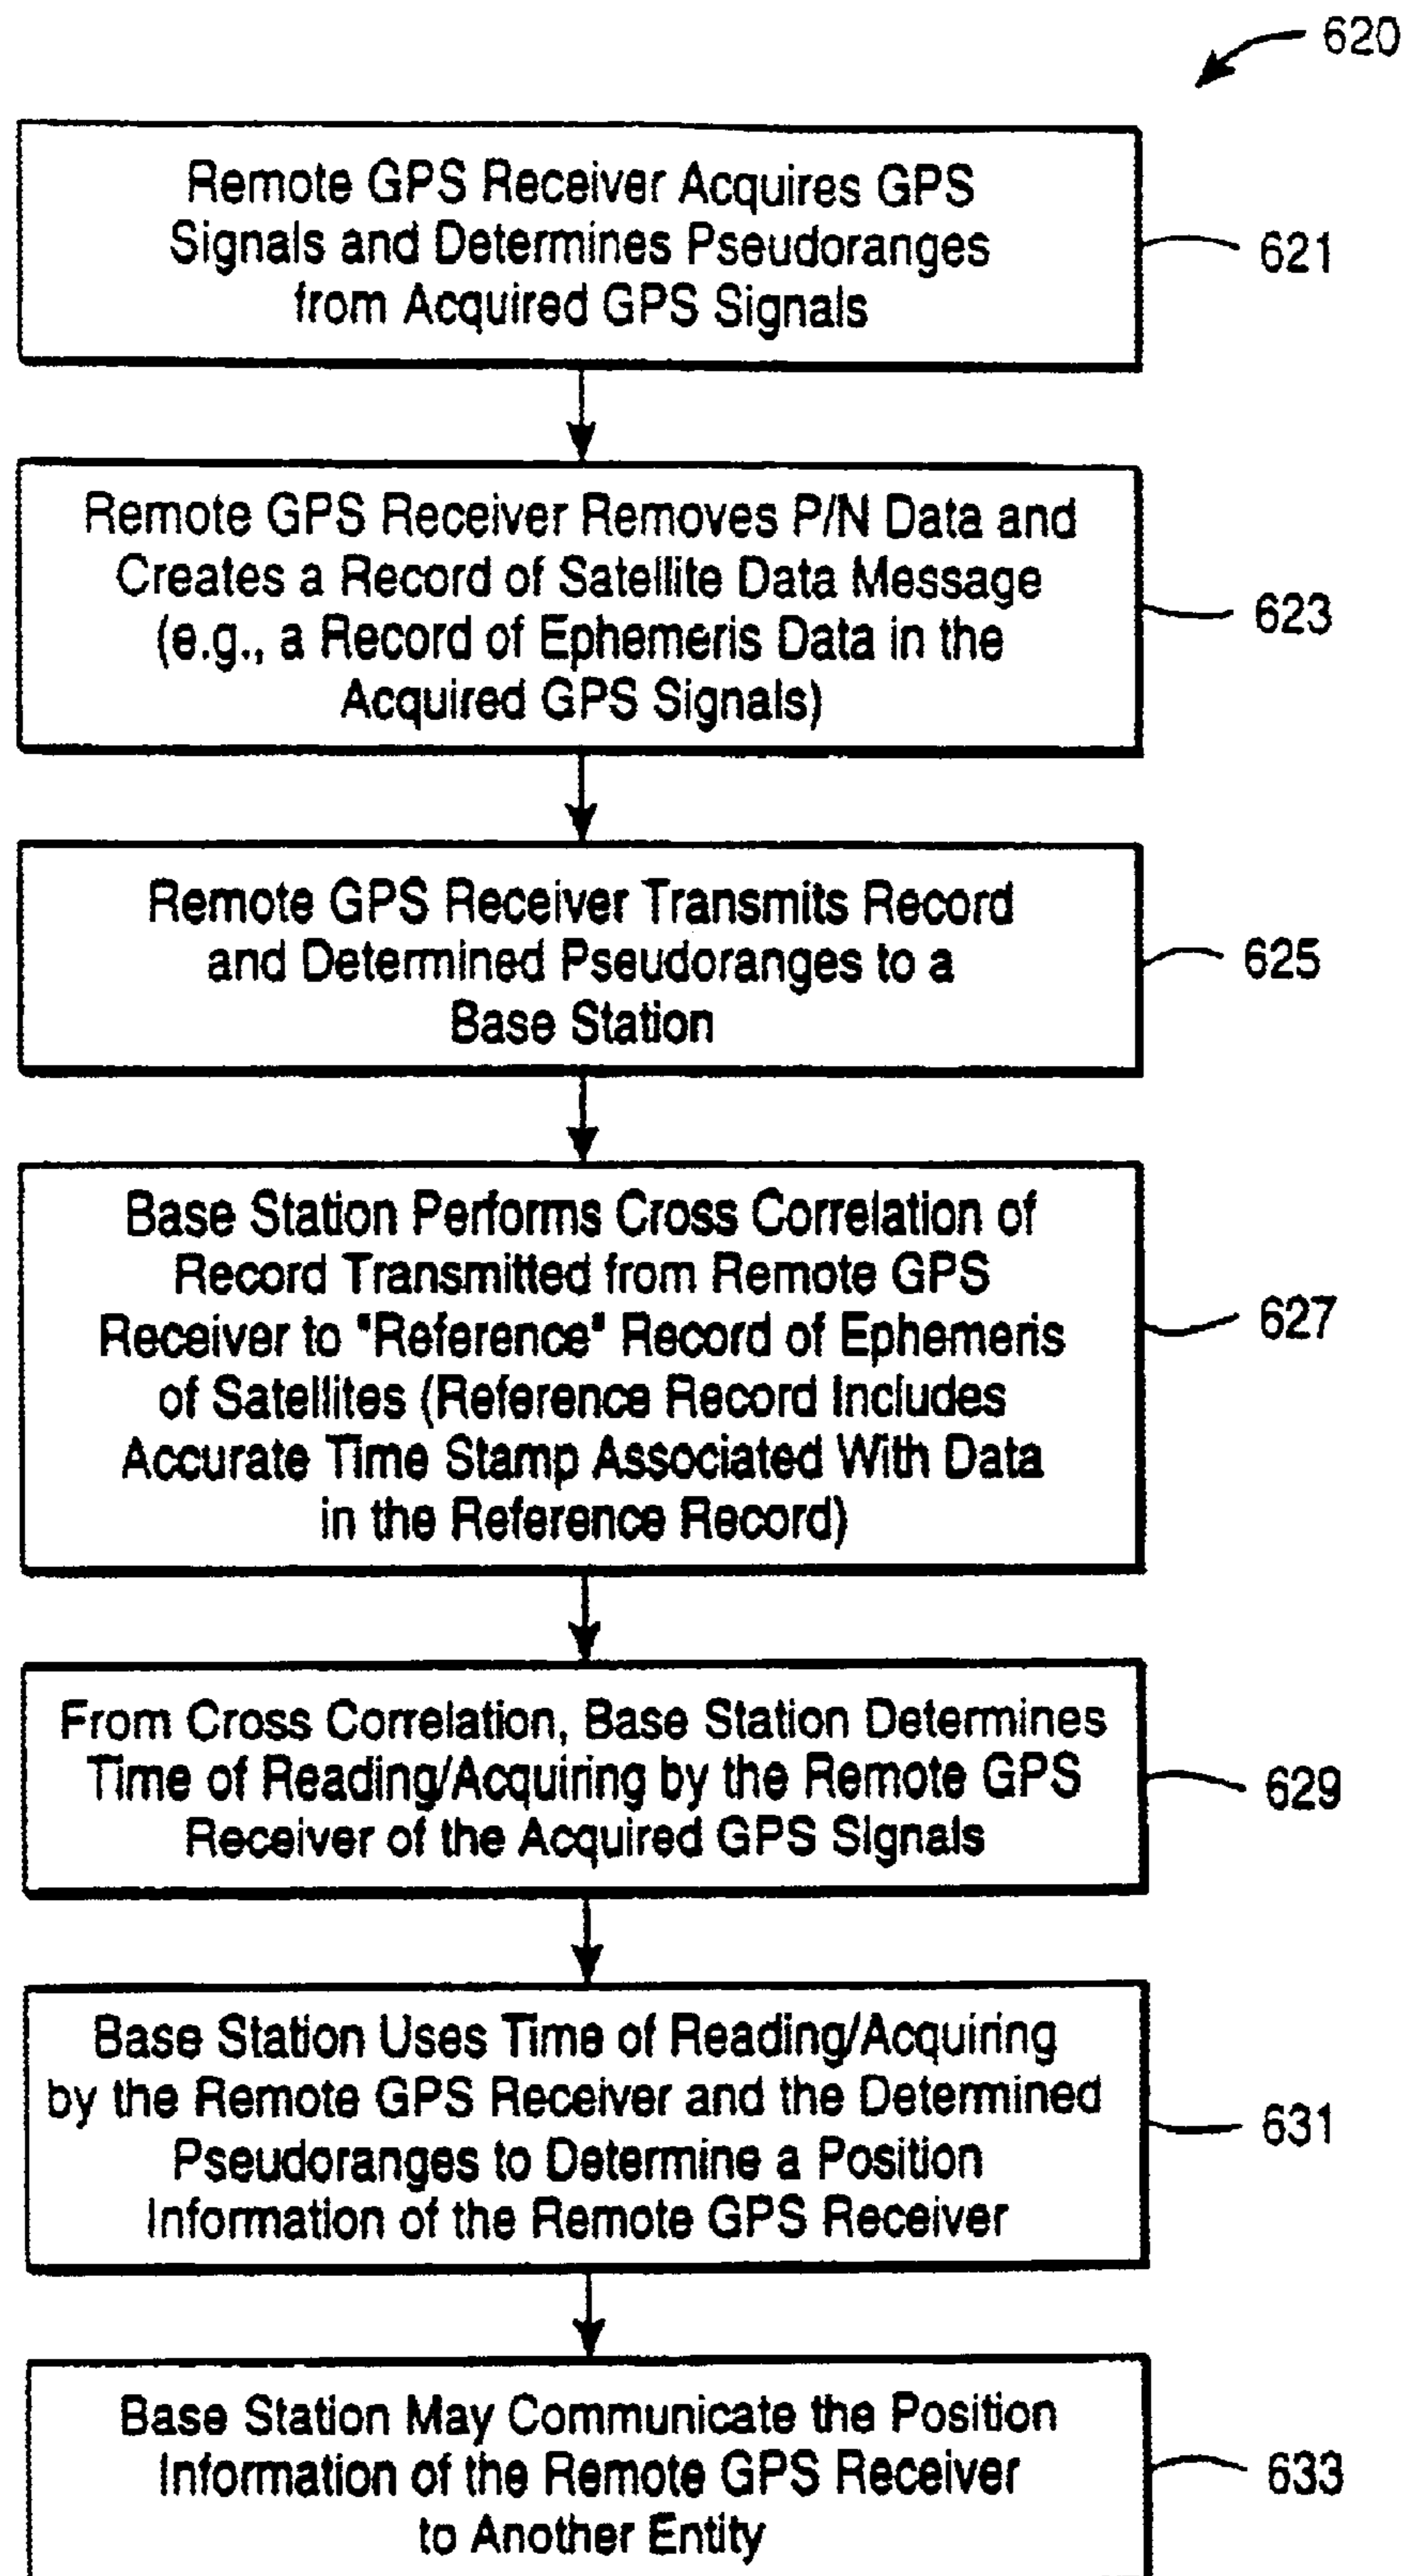 620
Remote GPS Receiver Acquires GPS
Signals and Determines Pseudoranges
from Acquired GPS Signals
621
Remote GPS Receiver Removes P/N Data and
Creates a Record of Satellite Data Message
(e.g., a Record of Ephemeris Data in the
Acquired GPS Signals)
623
Remote GPS Receiver Transmits Record
and Determined Pseudoranges to a
Base Station
625
Base Station Performs Cross Correlation of
Record Transmitted from Remote GPS
Receiver to "Reference" Record of Ephemeris
of Satellites (Reference Record Includes
Accurate Time Stamp Associated With Data
in the Reference Record)
627
From Cross Correlation, Base Station Determines
Time of Reading/Acquiring by the Remote GPS
Receiver of the Acquired GPS Signals
629
Base Station Uses Time of Reading/Acquiring
by the Remote GPS Receiver and the Determined
Pseudoranges to Determine a Position
Information of the Remote GPS Receiver
631
Base Station May Communicate the Position
Information of the Remote GPS Receiver
to Another Entity
633